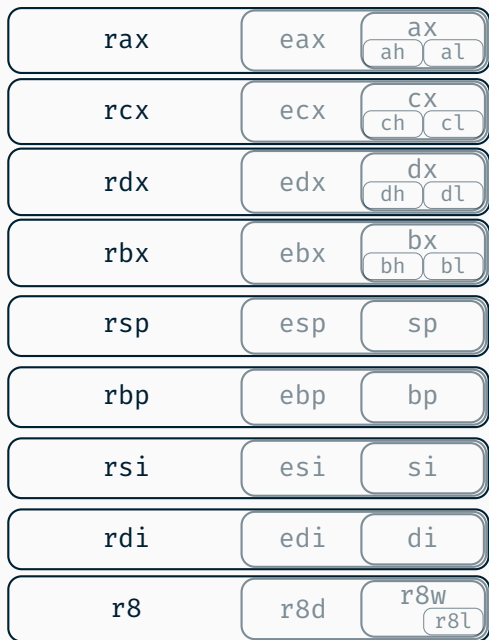 rax eax ax
ah al
rcx ecx cx
ch cl
rdx edx dx
dh dl
rbx ebx bx
bh bl
rsp esp sp
rbp ebp bp
rsi esi si
rdi edi di
r8 r8d r8w
r8l